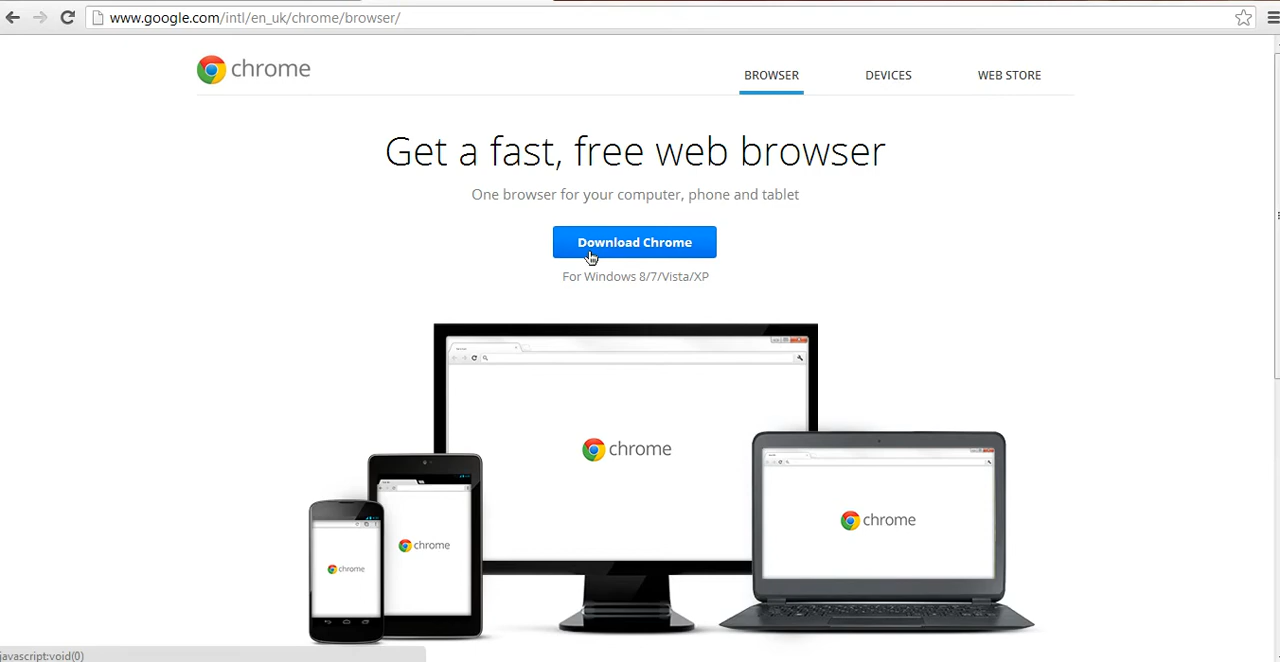 www.google.com/intl/en_uk/chrome/browser/
chrome
BROWSER
DEVICES
WEB STORE
Get a fast, free web browser
One browser for your computer, phone and tablet
Download Chrome
For Windows 8/7/Vista/XP
chrome
chrome
chrome
chrome
javascript:void(0)